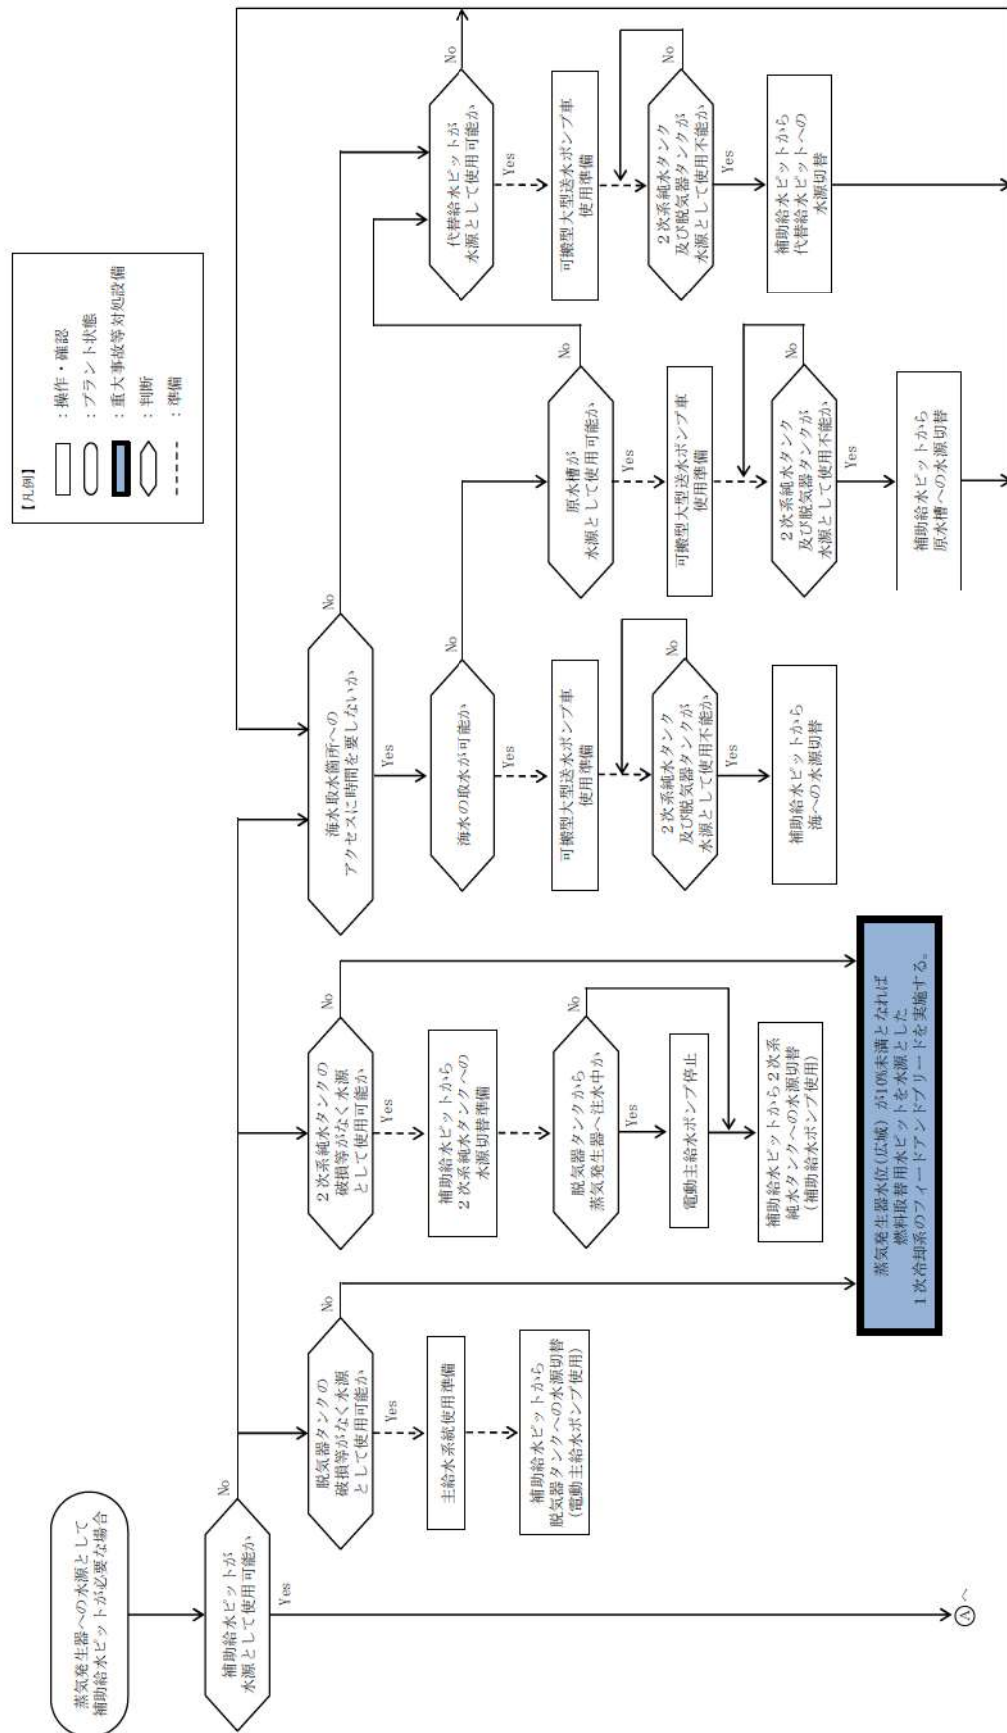 【凡例】
：操作・確認
：プラント状態
：重大事故等対処設備
：判断
：準備
蒸気発生器への水源として
補助給水ピットが必要な場合
補助給水ピットが
水源として使用可能か
No
Yes
Ⓐへ
脱気器タンクの
破損等がなく水源
として使用可能か
No
Yes
主給水系統使用準備
補助給水ピットから
脱気器タンクへの水源切替
(電動主給水ポンプ使用)
2次系純水タンクの
破損等がなく水源
として使用可能か
No
Yes
補助給水ピットから
2次系純水タンクへの
水源切替準備
脱気器タンクから
蒸気発生器へ注水中か
No
Yes
電動主給水ポンプ停止
補助給水ピットから2次系
純水タンクへの水源切替
(補助給水ポンプ使用)
蒸気発生器水位(広域)が10%未満となれば
燃料取替用水ピットを水源とした
1次冷却系のフィードアンドブリードを実施する。
海水取水箇所への
アクセスに時間を要しないか
No
Yes
海水の取水が可能か
No
Yes
可搬型大型送水ポンプ車
使用準備
2次系純水タンク
及び脱気器タンクが
水源として使用不能か
No
Yes
補助給水ピットから
海への水源切替
原水槽が
水源として使用可能か
No
Yes
可搬型大型送水ポンプ車
使用準備
2次系純水タンク
及び脱気器タンクが
水源として使用不能か
No
Yes
補助給水ピットから
原水槽への水源切替
代替給水ピットが
水源として使用可能か
No
Yes
可搬型大型送水ポンプ車
使用準備
2次系純水タンク
及び脱気器タンクが
水源として使用不能か
No
Yes
補助給水ピットから
代替給水ピットへの
水源切替